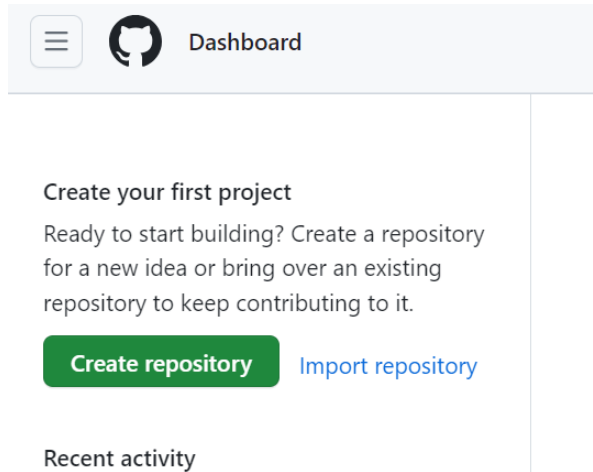 Dashboard
Create your first project
Ready to start building? Create a repository
for a new idea or bring over an existing
repository to keep contributing to it.
Create repository
Import repository
Recent activity